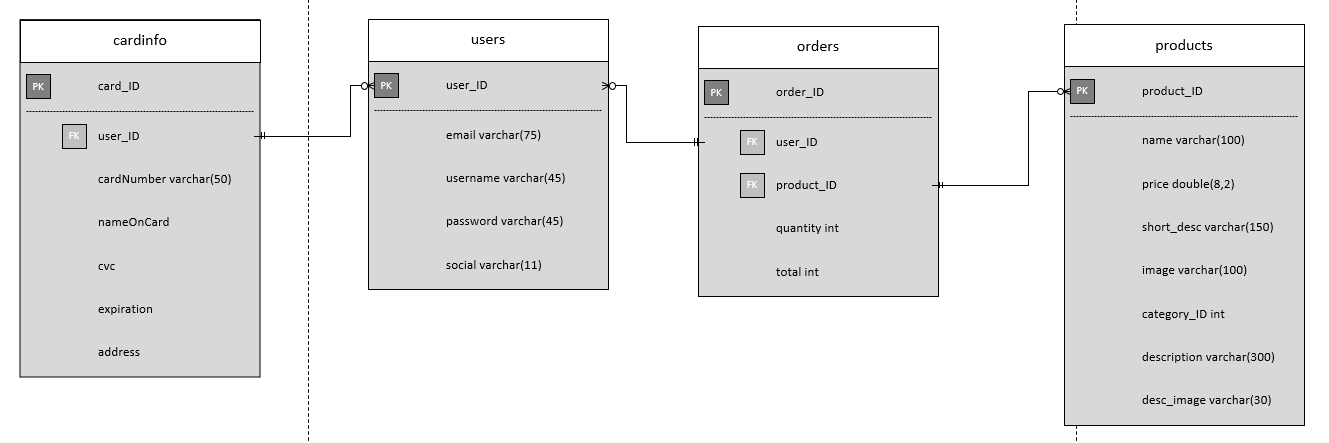 cardinfo
PK card_ID
FK user_ID
cardNumber varchar(50)
nameOnCard
cvc
expiration
address
users
PK user_ID
email varchar(75)
username varchar(45)
password varchar(45)
social varchar(11)
orders
PK order_ID
FK user_ID
FK product_ID
quantity int
total int
products
PK product_ID
name varchar(100)
price double(8,2)
short_desc varchar(150)
image varchar(100)
category_ID int
description varchar(300)
desc_image varchar(30)